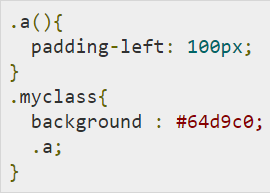 .a(){
  padding-left: 100px;
}
.myclass{
  background : #64d9c0;
  .a;
}